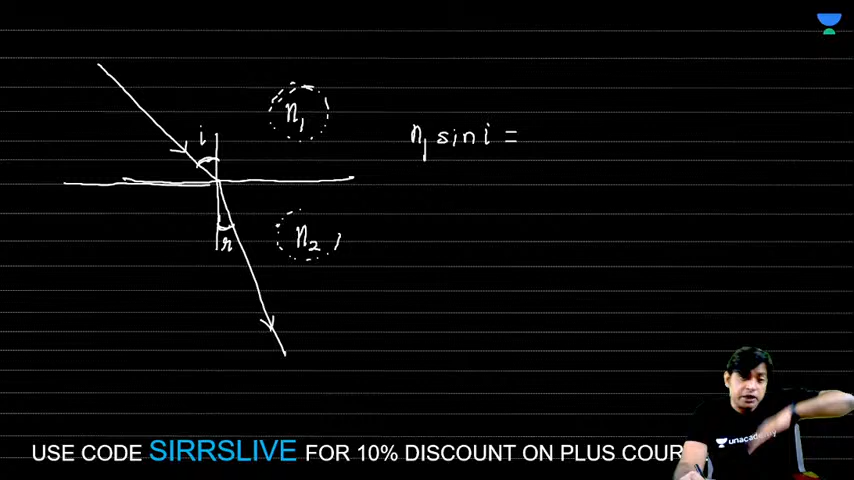 n₁
i
n₁ sin i =
r
n₂
unacademy
USE CODE SIRRSLIVE FOR 10% DISCOUNT ON PLUS COUR